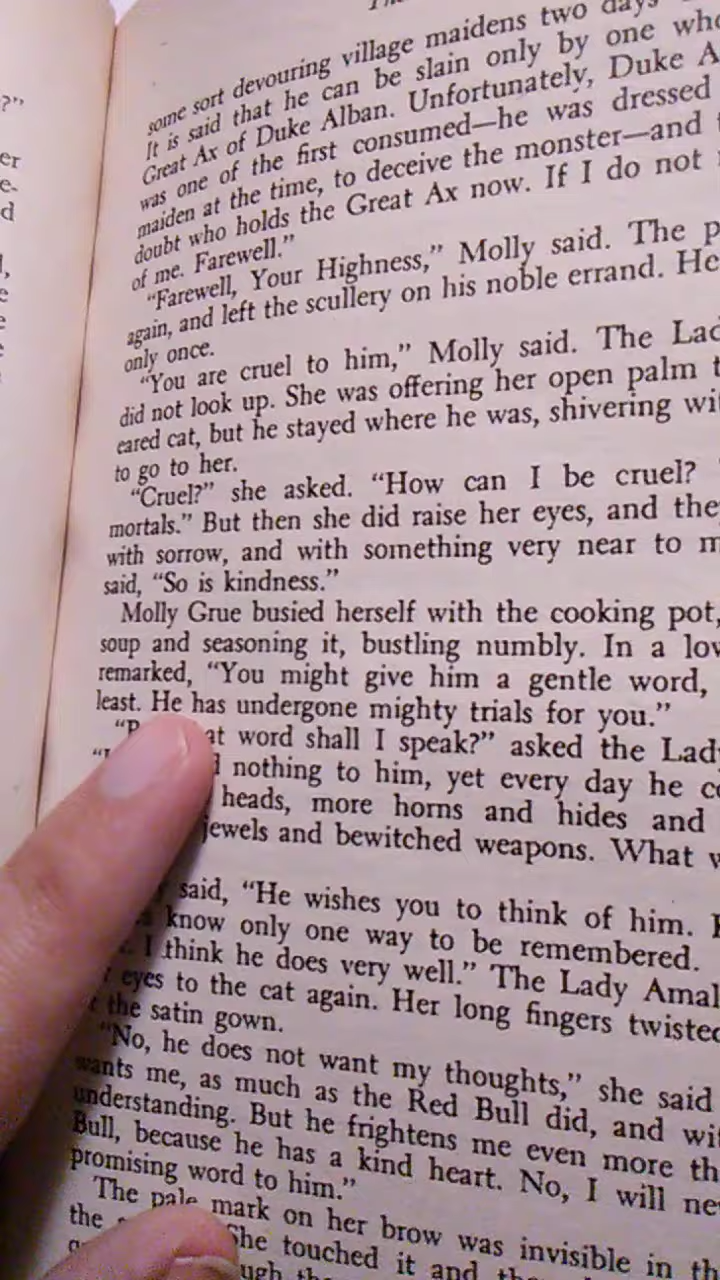 some sort devouring village maidens two days
It is said that he can be slain only by one who
Great Ax of Duke Alban. Unfortunately, Duke A
was one of the first consumed—he was dressed
maiden at the time, to deceive the monster—and
doubt who holds the Great Ax now. If I do not
of me. Farewell.”
“Farewell, Your Highness,” Molly said. The p
again, and left the scullery on his noble errand. He
only once.
“You are cruel to him,” Molly said. The Lad
did not look up. She was offering her open palm t
eared cat, but he stayed where he was, shivering wi
to go to her.
“Cruel?” she asked. “How can I be cruel?
mortals.” But then she did raise her eyes, and the
with sorrow, and with something very near to m
said, “So is kindness.”
Molly Grue busied herself with the cooking pot,
soup and seasoning it, bustling numbly. In a lo
remarked, “You might give him a gentle word,
least. He has undergone mighty trials for you.”
at word shall I speak?” asked the Lady
nothing to him, yet every day he c
heads, more horns and hides and
jewels and bewitched weapons. What w
said, “He wishes you to think of him.
know only one way to be remembered.
I think he does very well.” The Lady Amal
eyes to the cat again. Her long fingers twisted
the satin gown.
“No, he does not want my thoughts,” she said
wants me, as much as the Red Bull did, and wi
understanding. But he frightens me even more th
Bull, because he has a kind heart. No, I will ne
promising word to him.”
The pale mark on her brow was invisible in th
the She touched it and the